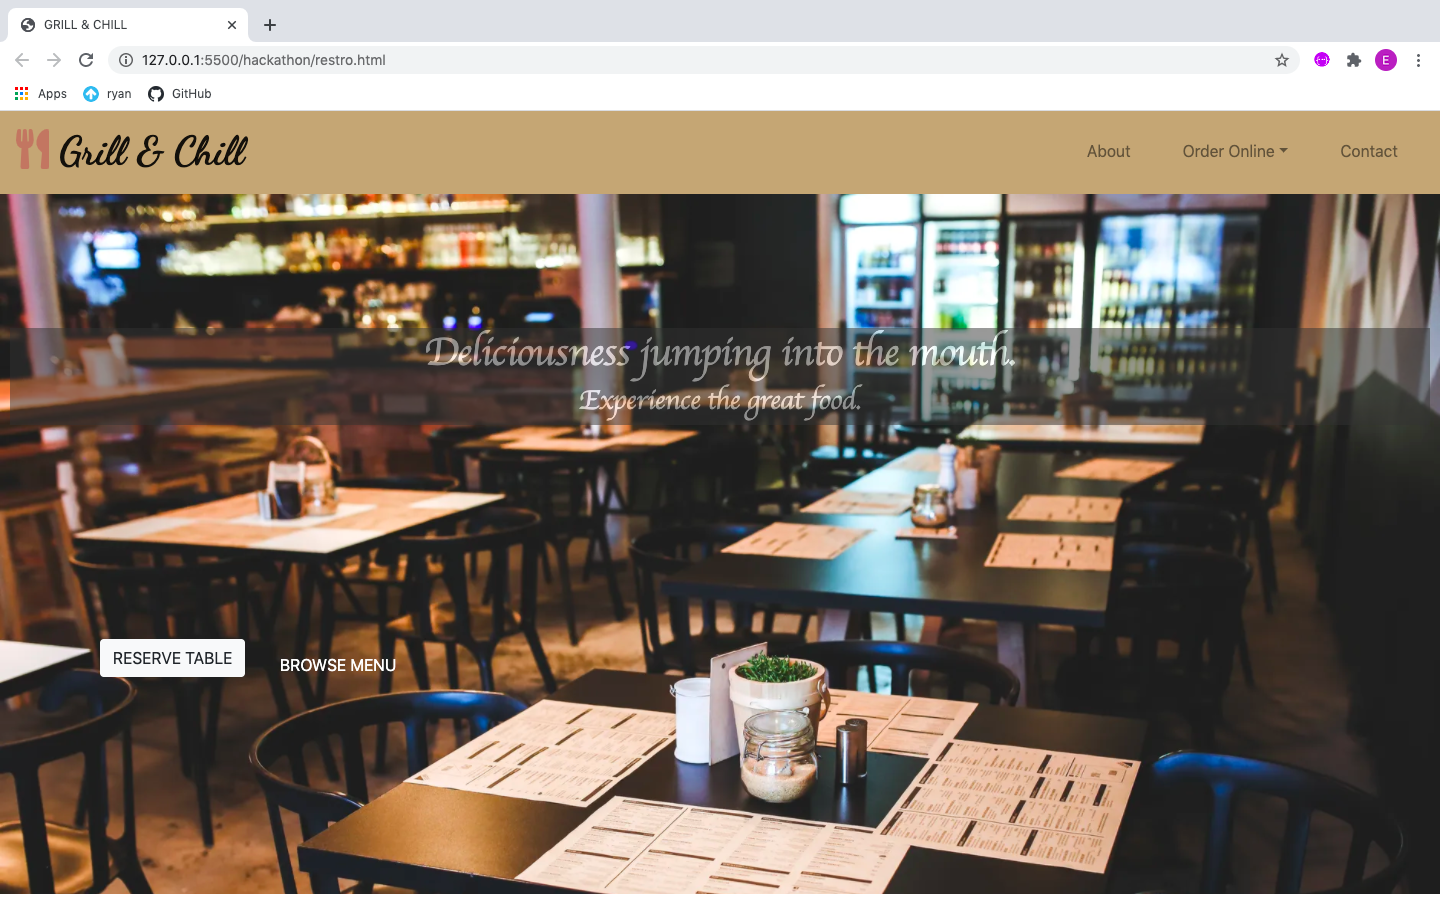 GRILL & CHILL
127.0.0.1:5500/hackathon/restro.html
E
Apps ryan GitHub
Grill & Chill
About Order Online Contact
Deliciousness jumping into the mouth.
Experience the great food.
RESERVE TABLE
BROWSE MENU